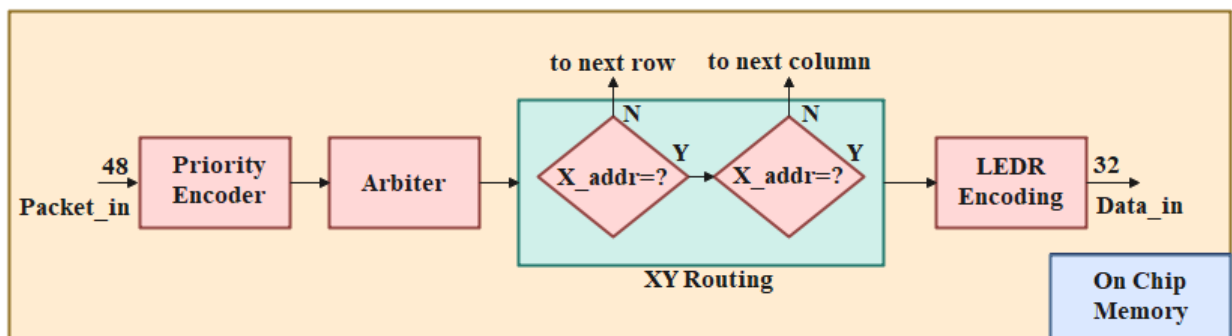 to next row
to next column
N
N
48
Packet_in
Priority
Encoder
Arbiter
X_addr=?
Y
X_addr=?
Y
LEDR
Encoding
32
Data_in
XY Routing
On Chip
Memory